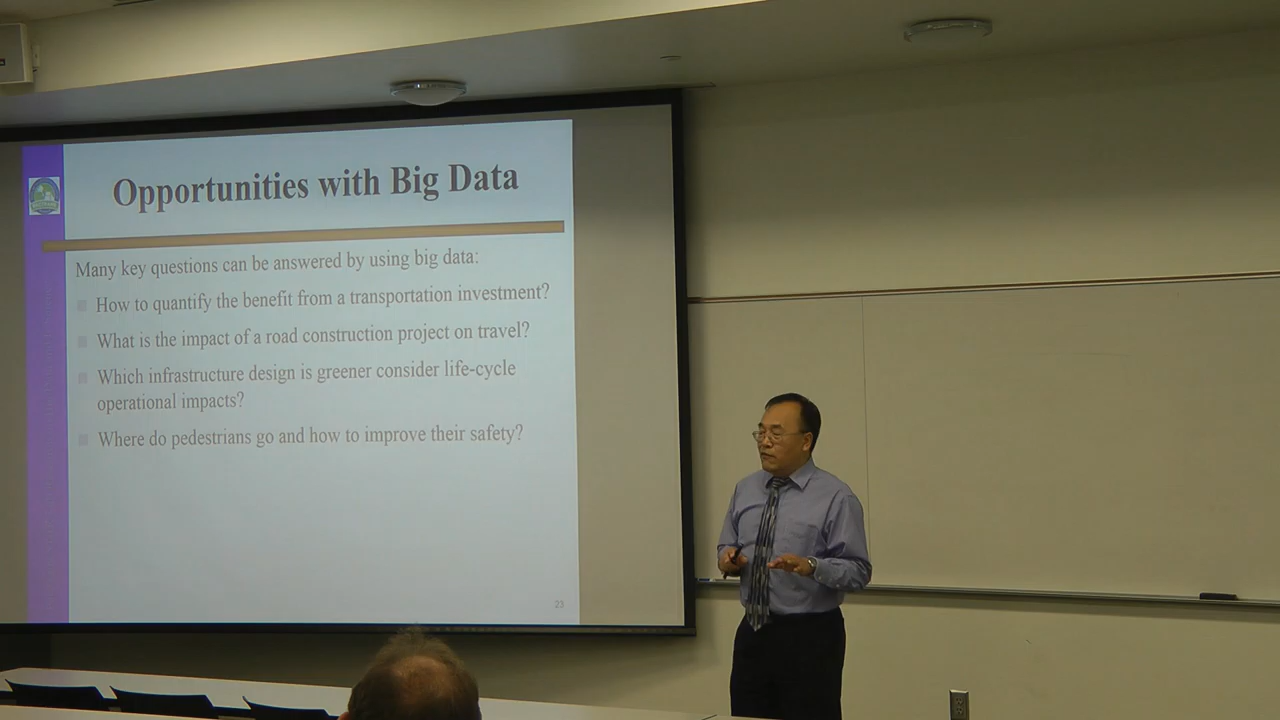 Opportunities with Big Data
Many key questions can be answered by using big data:
How to quantify the benefit from a transportation investment?
What is the impact of a road construction project on travel?
Which infrastructure design is greener consider life-cycle
operational impacts?
Where do pedestrians go and how to improve their safety?
23